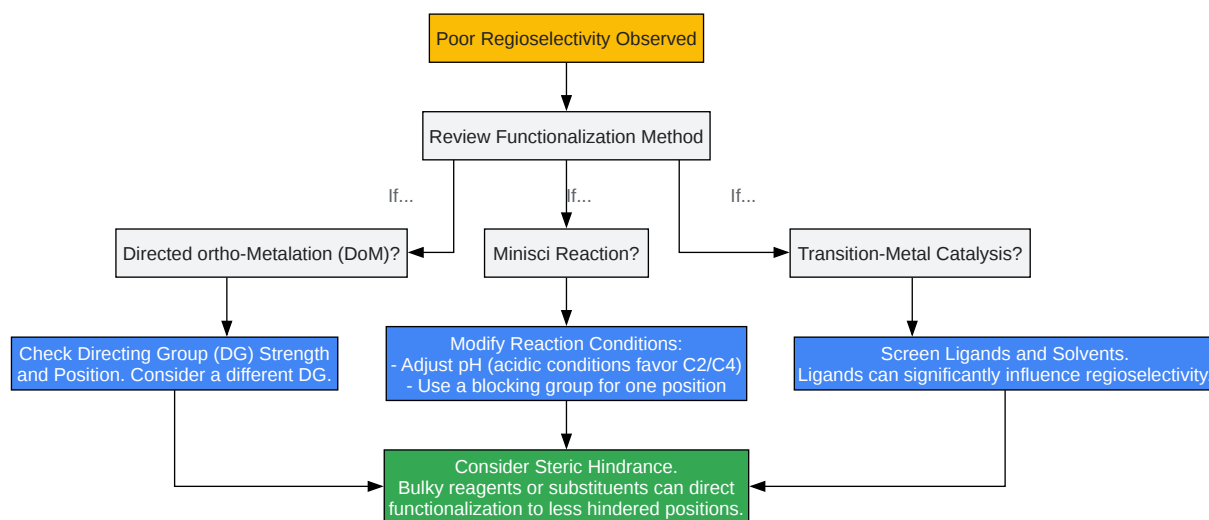 Poor Regioselectivity Observed
Review Functionalization Method
If...
If...
If...
Directed ortho-Metalation (DoM)?
Minisci Reaction?
Transition-Metal Catalysis?
Check Directing Group (DG) Strength
and Position. Consider a different DG.
Modify Reaction Conditions:
- Adjust pH (acidic conditions favor C2/C4)
- Use a blocking group for one position
Screen Ligands and Solvents.
Ligands can significantly influence regioselectivity.
Consider Steric Hindrance.
Bulky reagents or substituents can direct
functionalization to less hindered positions.